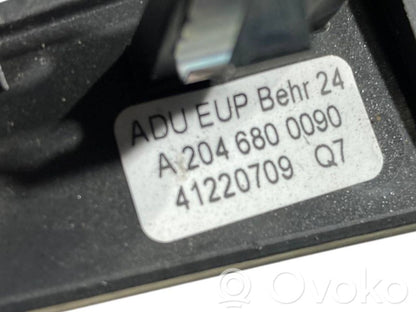 ADU EUP Behr 24
A 204 680 0090
41220709 Q7
©Ovoko